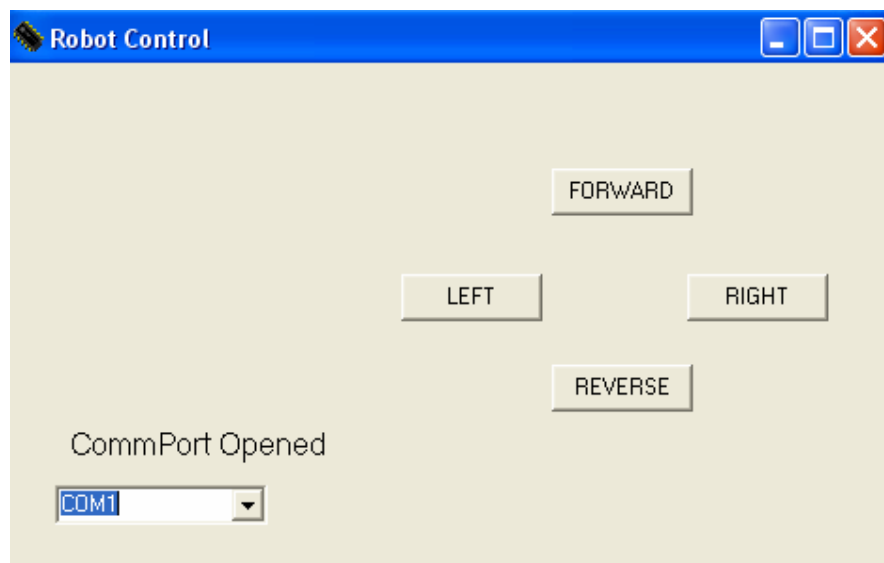 Robot Control
FORWARD
LEFT RIGHT
REVERSE
CommPort Opened
COM1